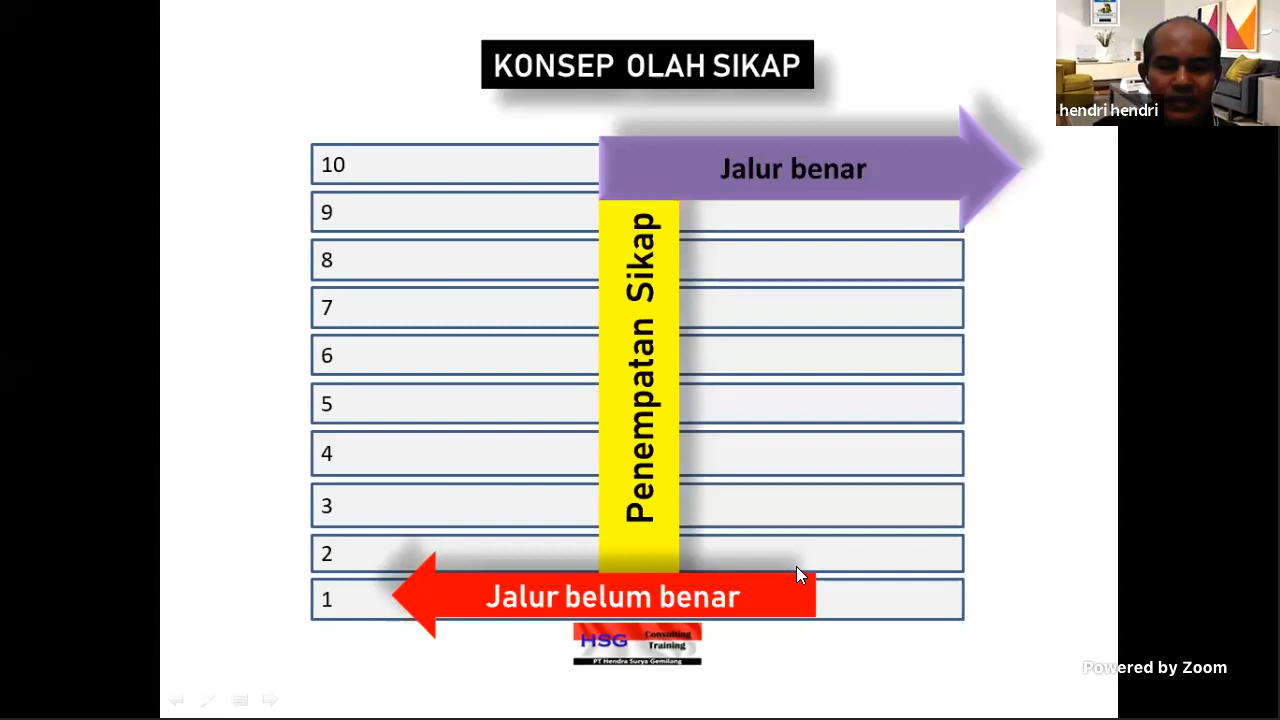 KONSEP OLAH SIKAP
hendri hendri
10
Jalur benar
9
8
7
6
5
4
3
2
1
Penempatan Sikap
Jalur belum benar
HSG Consulting
Training
PT Hendra Surya Gemilang
Powered by Zoom